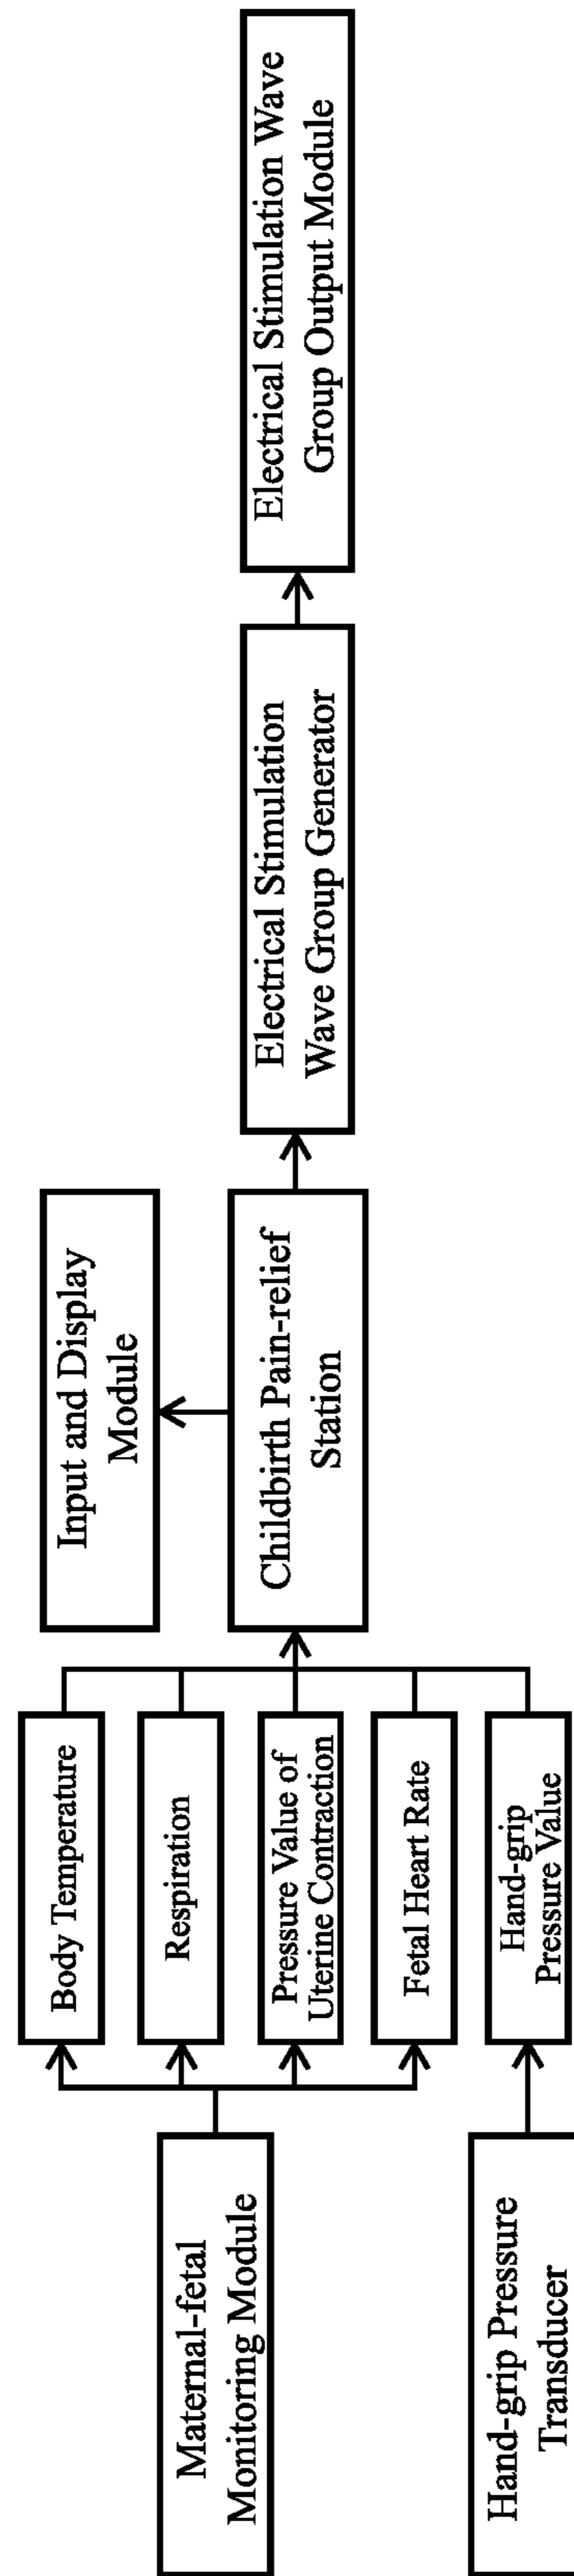 Maternal-fetal
Monitoring Module
Hand-grip Pressure
Transducer
Body Temperature
Respiration
Pressure Value of
Uterine Contraction
Fetal Heart Rate
Hand-grip
Pressure Value
Input and Display
Module
Childbirth Pain-relief
Station
Electrical Stimulation
Wave Group Generator
Electrical Stimulation Wave
Group Output Module